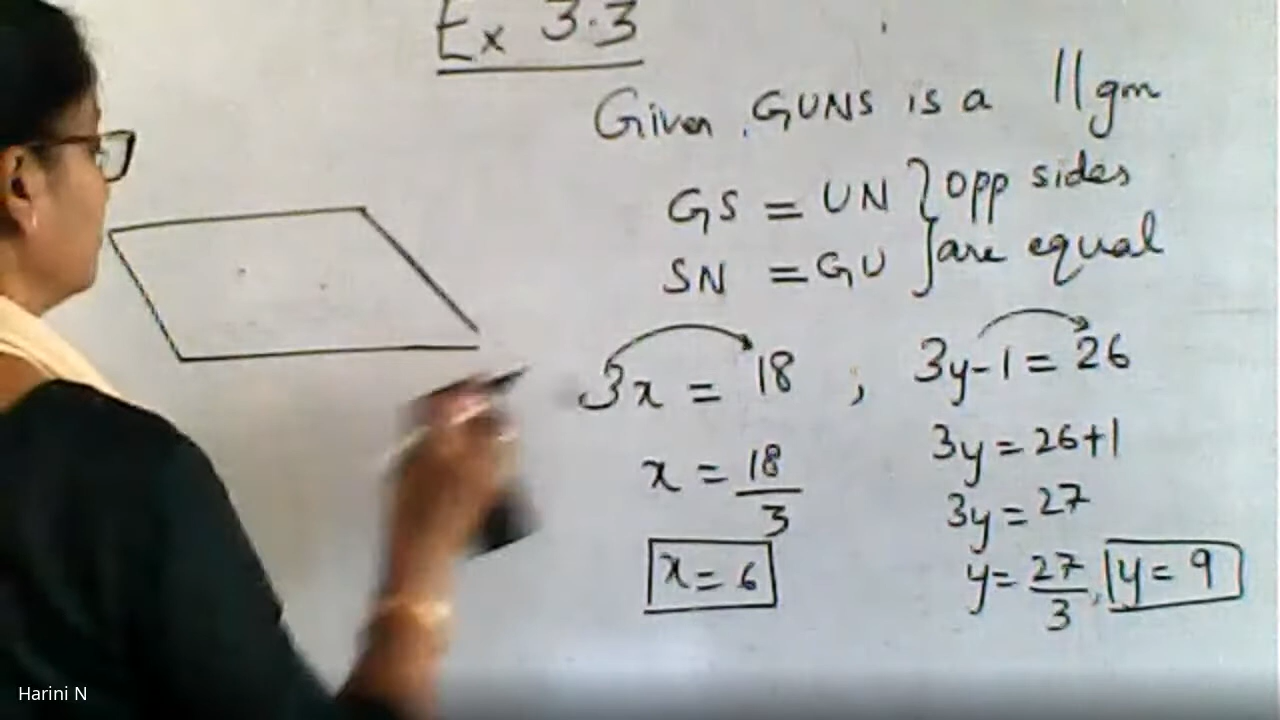 Ex 3.3
Given, GUNS is a ||gm
GS = UN } opp sides
SN = GU } are equal
3x = 18 ; 3y-1 = 26
x = 18/3
3y = 26+1
3y = 27
x = 6
y = 27/3, y = 9
Harini N